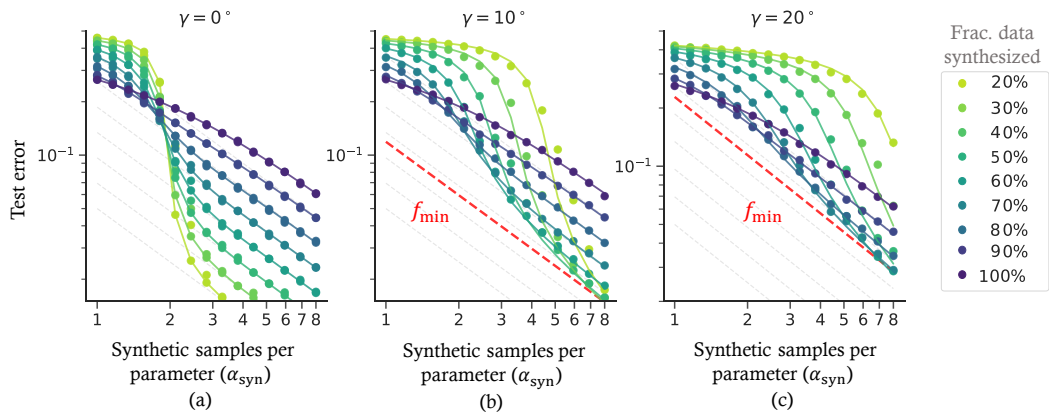 γ = 0°
Test error
10⁻¹
1 2 3 4 5 6 7 8
Synthetic samples per
parameter (α_syn)
(a)
γ = 10°
10⁻¹
f_min
1 2 3 4 5 6 7 8
Synthetic samples per
parameter (α_syn)
(b)
γ = 20°
10⁻¹
f_min
1 2 3 4 5 6 7 8
Synthetic samples per
parameter (α_syn)
(c)
Frac. data
synthesized
20%
30%
40%
50%
60%
70%
80%
90%
100%